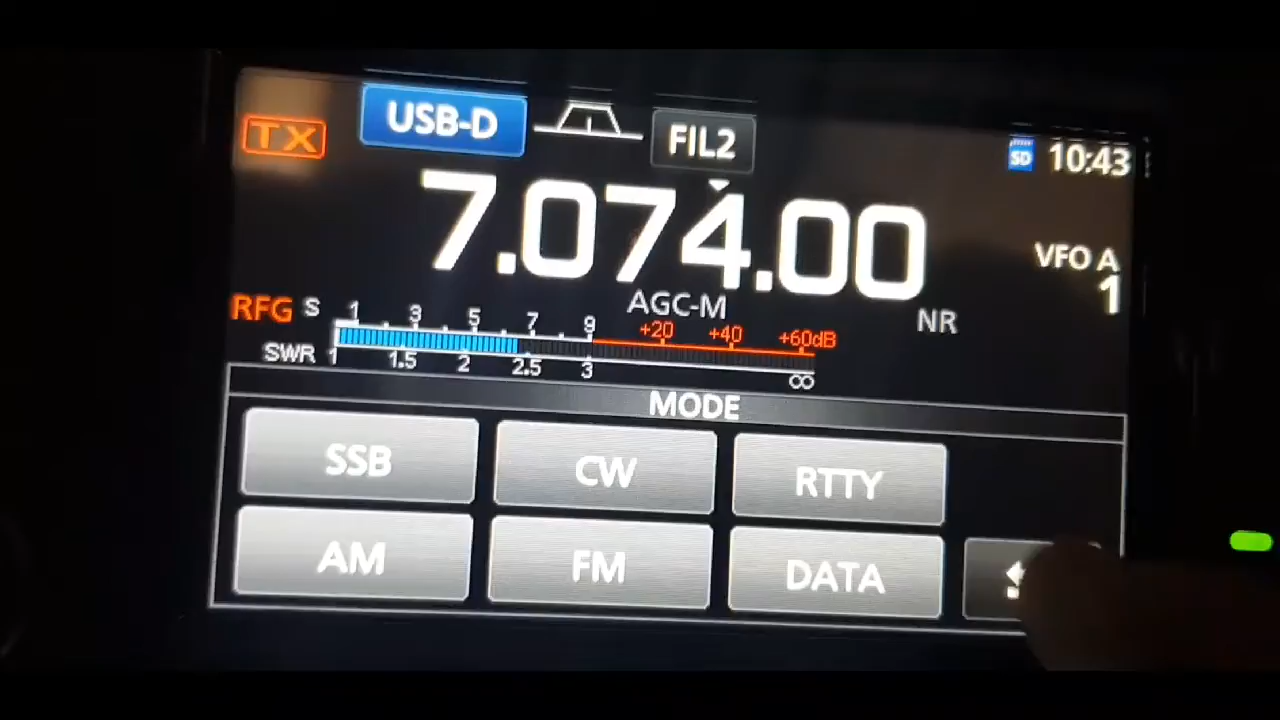 TX USB-D FIL2 SD 10:43
7.074.00
VFO A
1
RFG S 1 3 5 7 9 +20 +40 +60dB
AGC-M
NR
SWR 1 1.5 2 2.5 3 ∞
MODE
SSB CW RTTY
AM FM DATA